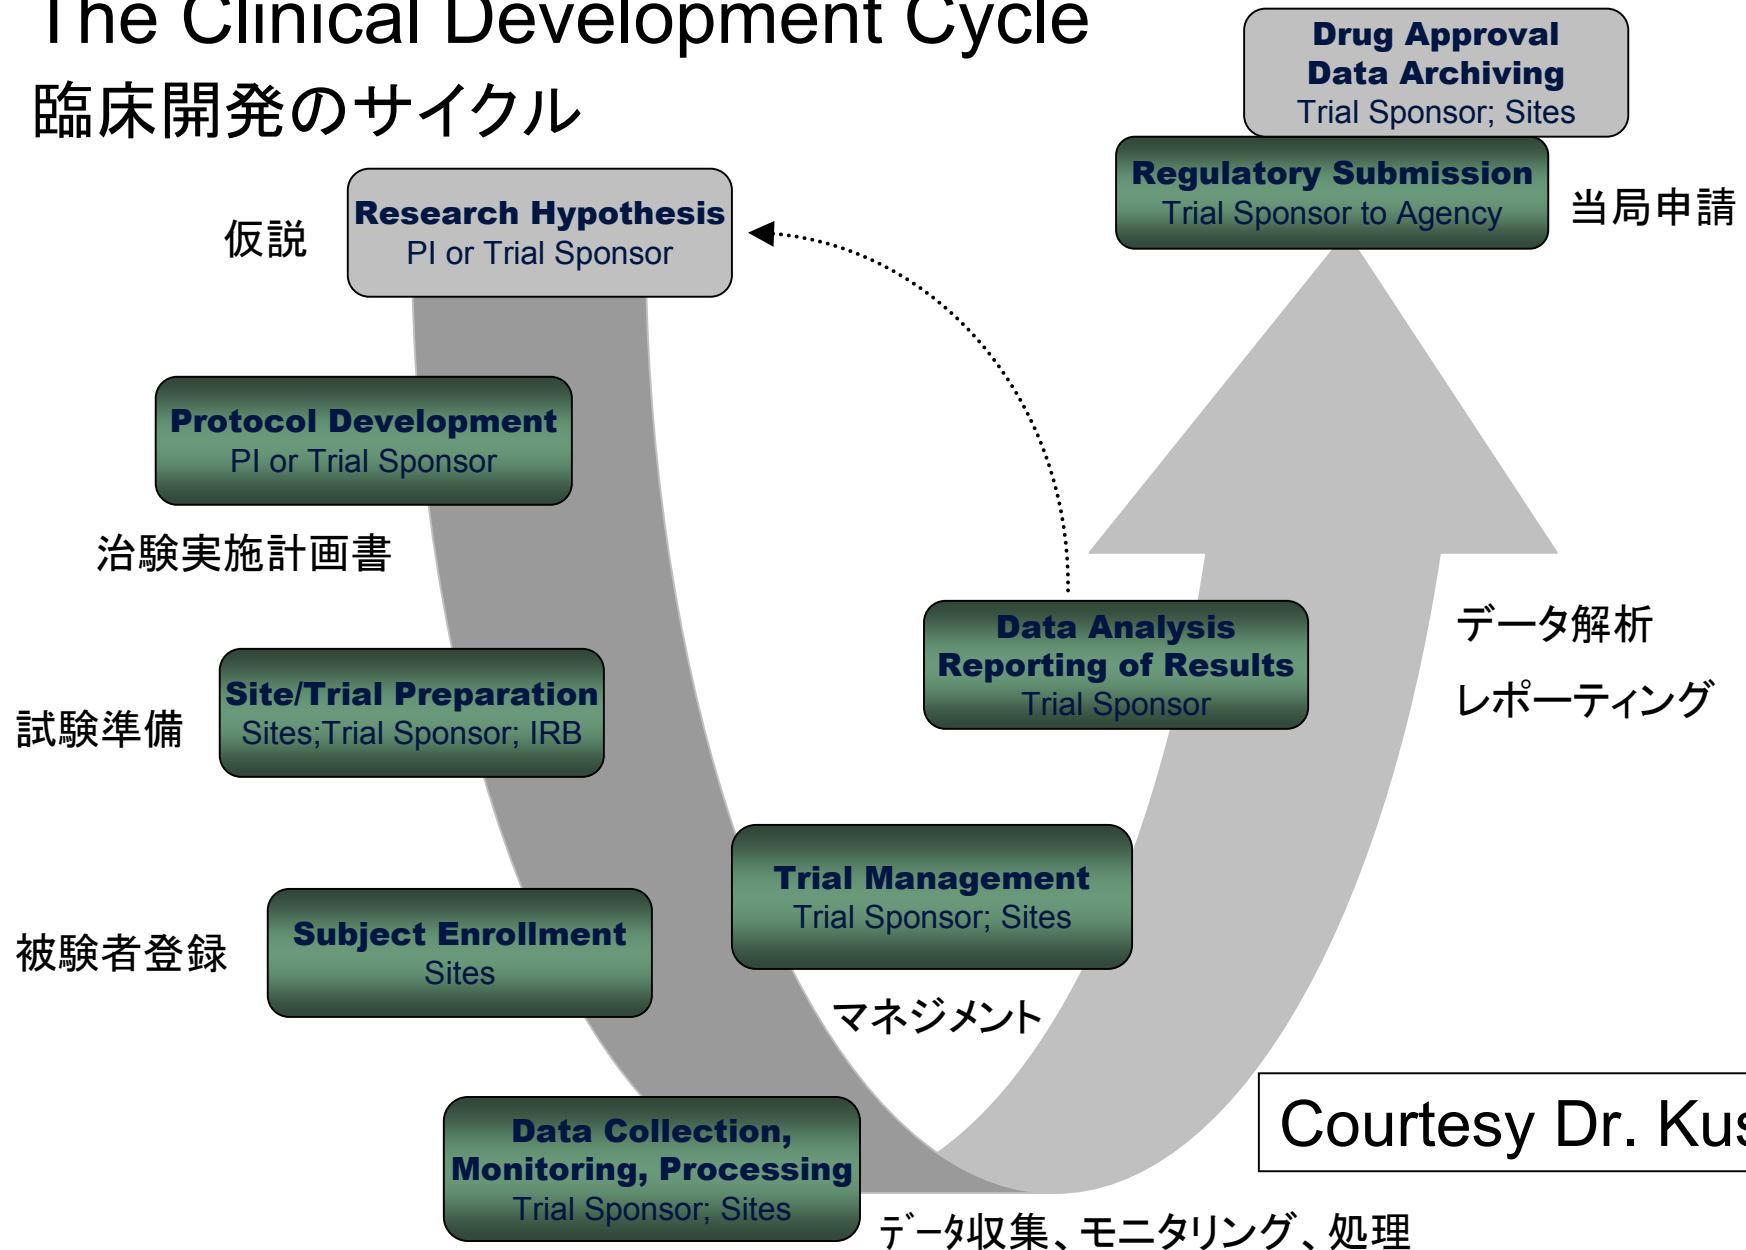 The Clinical Development Cycle
臨床開発のサイクル
Drug Approval
Data Archiving
Trial Sponsor; Sites
Regulatory Submission
Trial Sponsor to Agency
当局申請
仮説
Research Hypothesis
PI or Trial Sponsor
Protocol Development
PI or Trial Sponsor
治験実施計画書
Site/Trial Preparation
Sites;Trial Sponsor; IRB
試験準備
Subject Enrollment
Sites
被験者登録
Data Collection,
Monitoring, Processing
Trial Sponsor; Sites
データ収集、モニタリング、処理
Trial Management
Trial Sponsor; Sites
マネジメント
Data Analysis
Reporting of Results
Trial Sponsor
データ解析
レポーティング
Courtesy Dr.